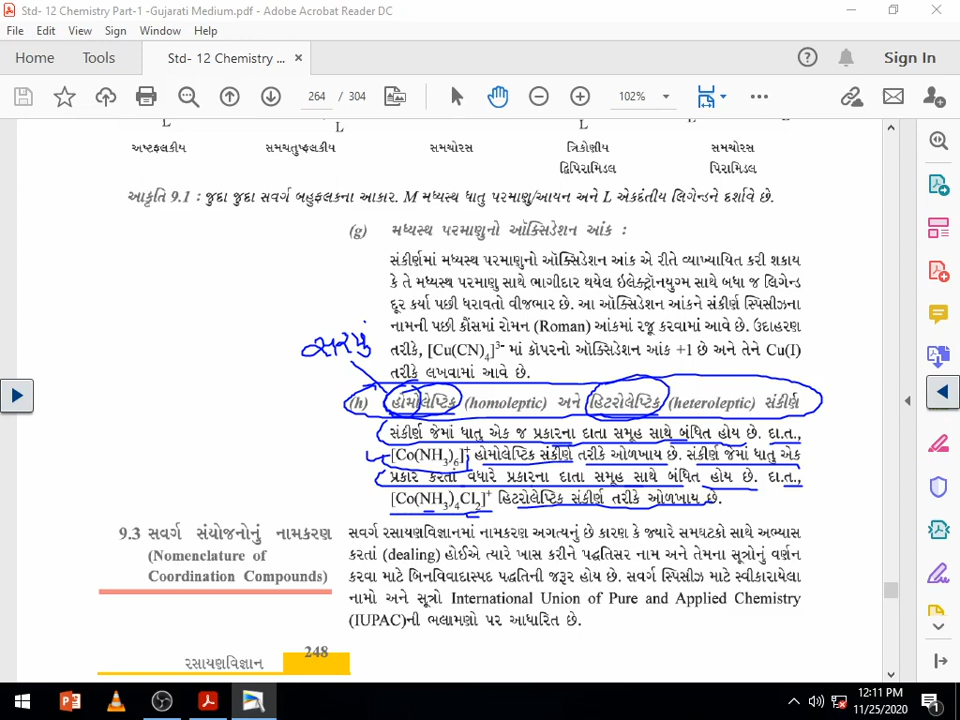 Std- 12 Chemistry Part-1 -Gujarati Medium.pdf - Adobe Acrobat Reader DC
File Edit View Sign Window Help
Home Tools Std- 12 Chemistry ... × Sign In
264 / 304 102%
L L L
અષ્ટફલકીય સમચતુષ્ફલકીય સમચોરસ ત્રિકોણીય સમચોરસ
દ્વિપિરામિડલ પિરામિડલ
આકૃતિ 9.1 : જુદા જુદા સવર્ગ બહુફલકના આકાર. M મધ્યસ્થ ધાતુ પરમાણુ/આયન અને L એકદંતીય લિગેન્ડને દર્શાવે છે.
(g) મધ્યસ્થ પરમાણુનો ઑક્સિડેશન આંક :
સંકીર્ણમાં મધ્યસ્થ પરમાણુનો ઑક્સિડેશન આંક એ રીતે વ્યાખ્યાયિત કરી શકાય
કે તે મધ્યસ્થ પરમાણુ સાથે ભાગીદાર થયેલ ઇલેક્ટ્રૉનયુગ્મ સાથે બધા જ લિગેન્ડ
દૂર કર્યા પછી ધરાવતો વીજભાર છે. આ ઑક્સિડેશન આંકને સંકીર્ણ સ્પિસીઝના
નામની પછી કૌંસમાં રોમન (Roman) આંકમાં રજૂ કરવામાં આવે છે. ઉદાહરણ
સરખું
તરીકે, [Cu(CN)₄]³⁻ માં કૉપરનો ઑક્સિડેશન આંક +1 છે અને તેને Cu(I)
તરીકે લખવામાં આવે છે.
(h) હોમોલેપ્ટિક (homoleptic) અને હિટરોલેપ્ટિક (heteroleptic) સંકીર્ણ
સંકીર્ણ જેમાં ધાતુ એક જ પ્રકારના દાતા સમૂહ સાથે બંધિત હોય છે. દા.ત.,
[Co(NH₃)₆]⁺ હોમોલેપ્ટિક સંકીર્ણ તરીકે ઓળખાય છે. સંકીર્ણ જેમાં ધાતુ એક
પ્રકાર કરતાં વધારે પ્રકારના દાતા સમૂહ સાથે બંધિત હોય છે. દા.ત.,
[Co(NH₃)₄Cl₂]⁺ હિટરોલેપ્ટિક સંકીર્ણ તરીકે ઓળખાય છે.
9.3 સવર્ગ સંયોજનોનું નામકરણ
(Nomenclature of
Coordination Compounds)
સવર્ગ રસાયણવિજ્ઞાનમાં નામકરણ અગત્યનું છે કારણ કે જ્યારે સમઘટકો સાથે અભ્યાસ
કરતાં (dealing) હોઈએ ત્યારે ખાસ કરીને પદ્ધતિસર નામ અને તેમના સૂત્રોનું વર્ણન
કરવા માટે બિનવિવાદાસ્પદ પદ્ધતિની જરૂર હોય છે. સવર્ગ સ્પિસીઝ માટે સ્વીકારાયેલા
નામો અને સૂત્રો International Union of Pure and Applied Chemistry
(IUPAC)ની ભલામણો પર આધારિત છે.
રસાયણવિજ્ઞાન 248
12:11 PM
11/25/2020